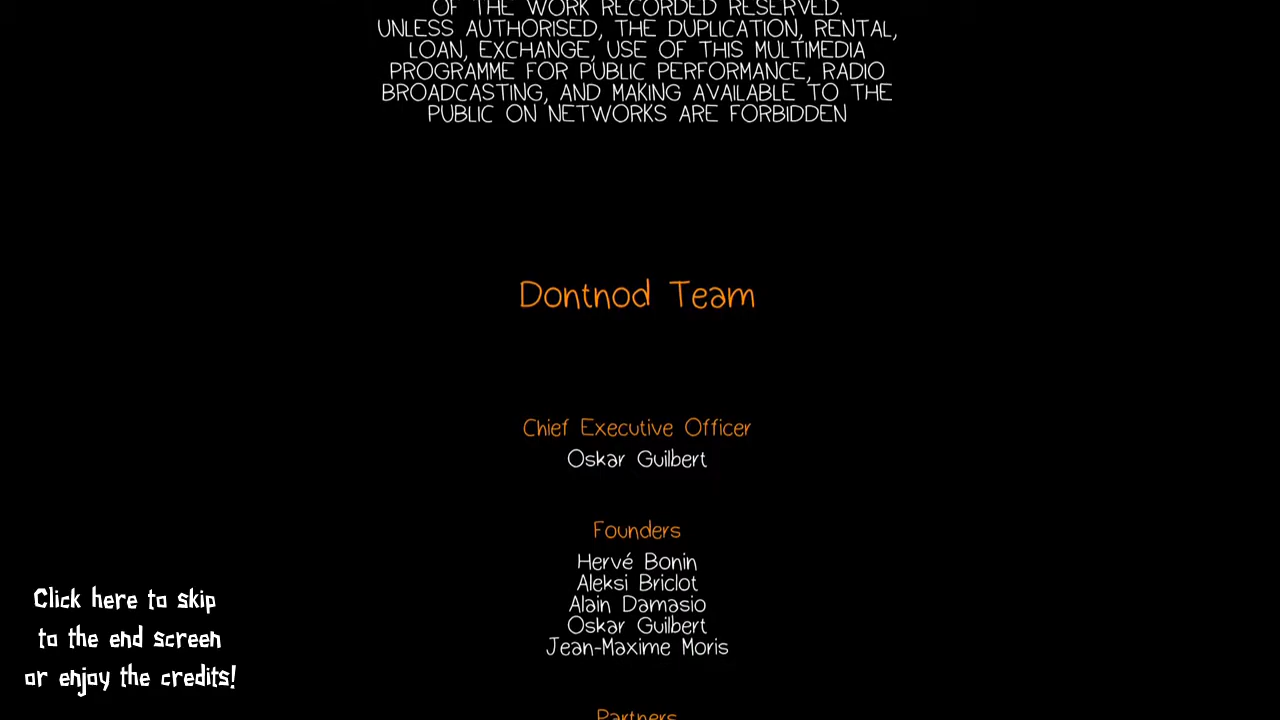 OF THE WORK RECORDED RESERVED.
UNLESS AUTHORISED, THE DUPLICATION, RENTAL,
LOAN, EXCHANGE, USE OF THIS MULTIMEDIA
PROGRAMME FOR PUBLIC PERFORMANCE, RADIO
BROADCASTING, AND MAKING AVAILABLE TO THE
PUBLIC ON NETWORKS ARE FORBIDDEN
Dontnod Team
Chief Executive Officer
Oskar Guilbert
Founders
Hervé Bonin
Aleksi Briclot
Alain Damasio
Oskar Guilbert
Jean-Maxime Moris
Click here to skip
to the end screen
or enjoy the credits!
Partners